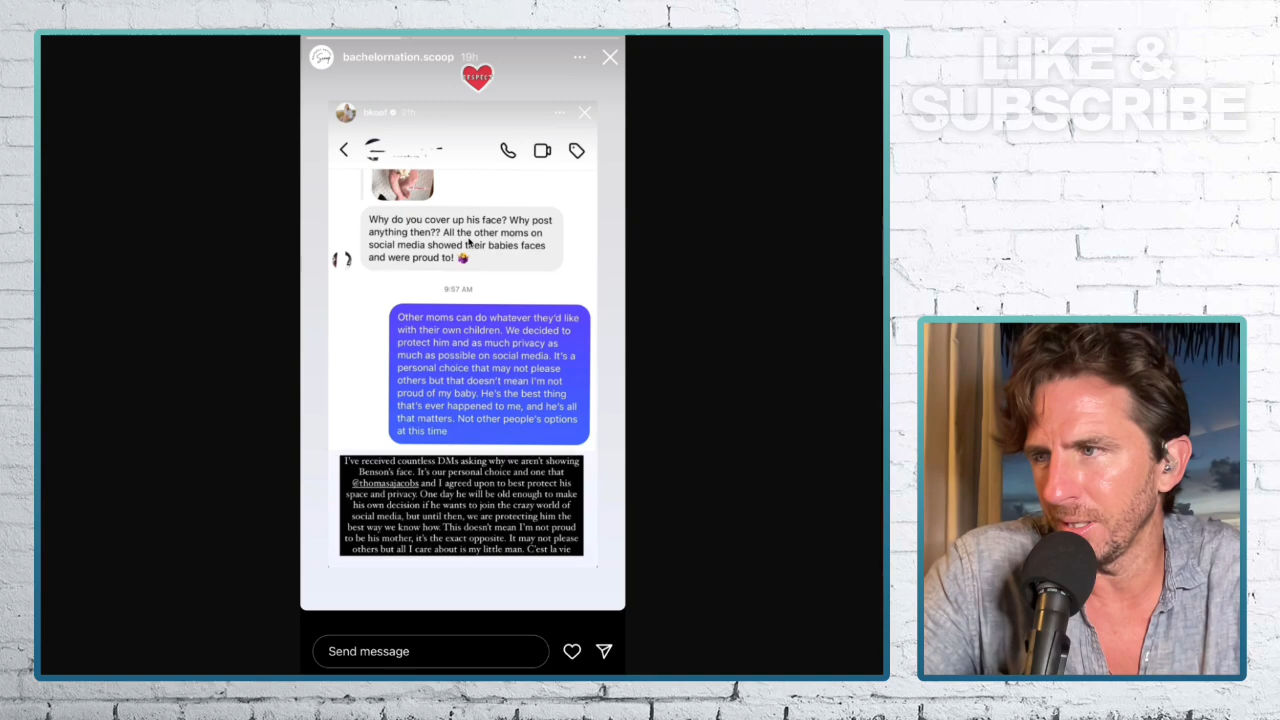 LIKE &
SUBSCRIBE
bachelornation.scoop 19h
RESPECT
bkoof 21h
Why do you cover up his face? Why post
anything then?? All the other moms on
social media showed their babies faces
and were proud to!
9:57 AM
Other moms can do whatever they'd like
with their own children. We decided to
protect him and as much privacy as
much as possible on social media. It's a
personal choice that may not please
others but that doesn't mean I'm not
proud of my baby. He's the best thing
that's ever happened to me, and he's all
that matters. Not other people's options
at this time
I've received countless DMs asking why we aren't showing
Benson's face. It's our personal choice and one that
@thomasajacobs and I agreed upon to best protect his
space and privacy. One day he will be old enough to make
his own decision if he wants to join the crazy world of
social media, but until then, we are protecting him the
best way we know how. This doesn't mean I'm not proud
to be his mother, it's the exact opposite. It may not please
others but all I care about is my little man. C'est la vie
Send message